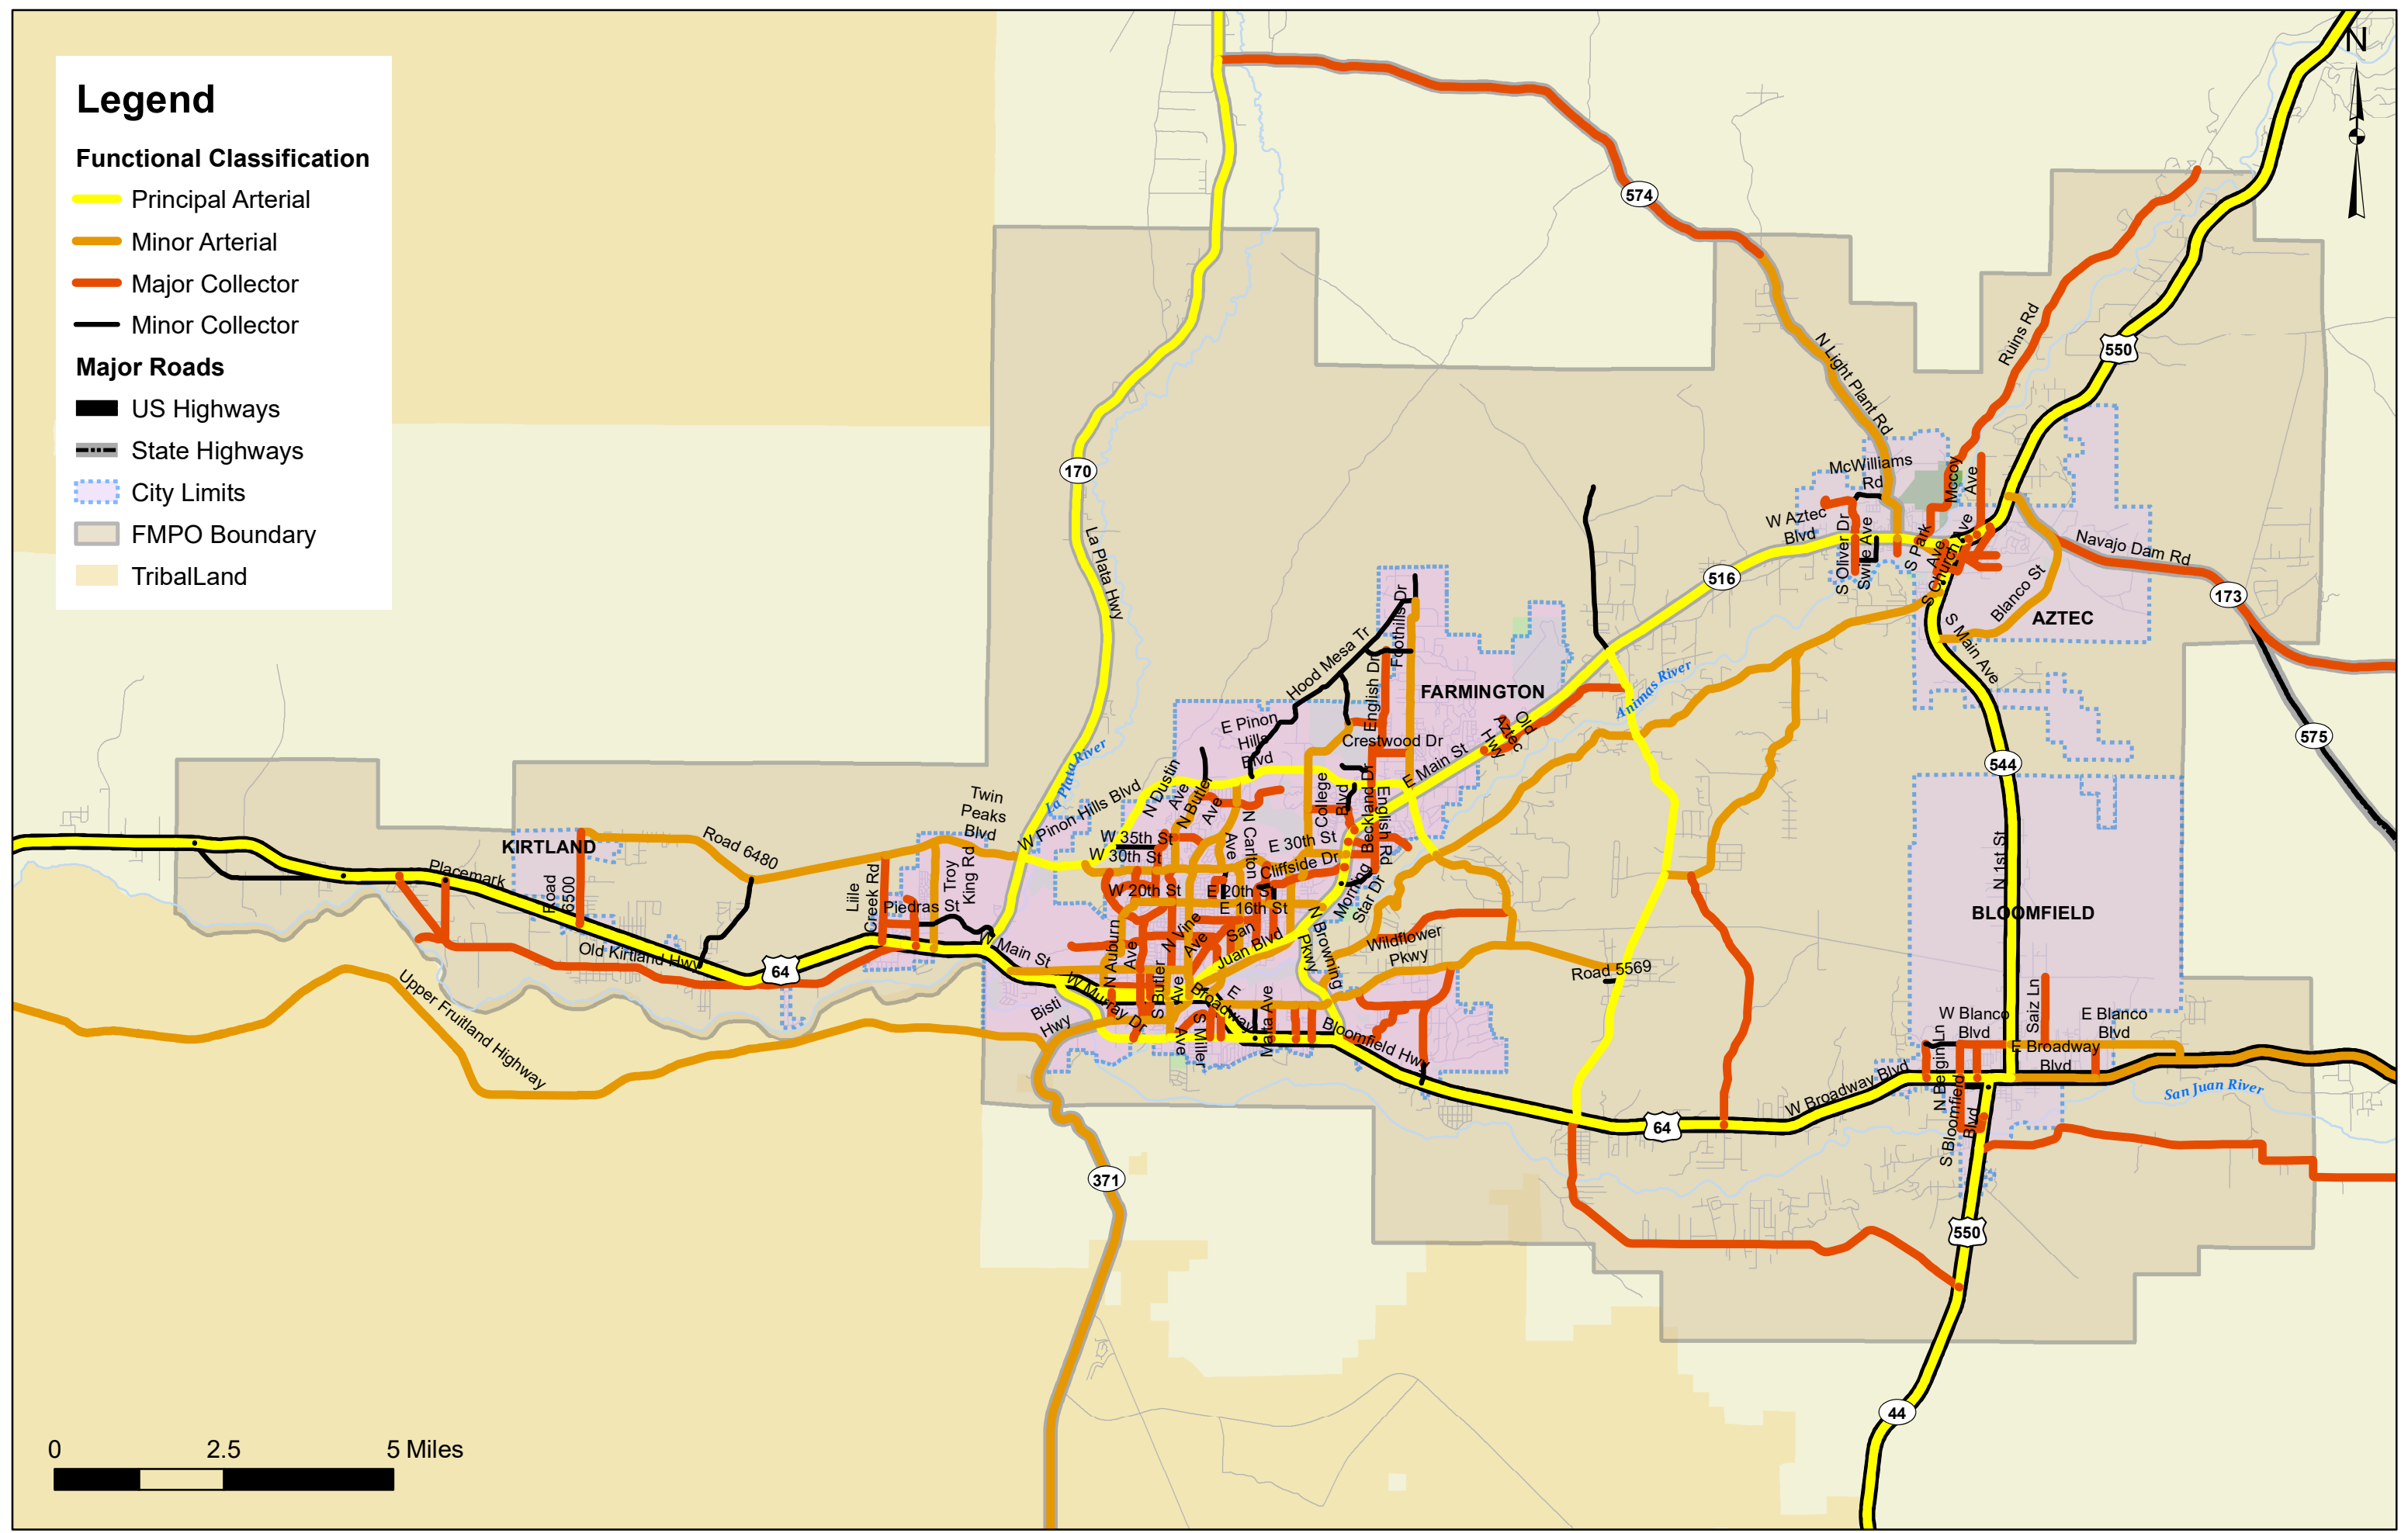 N
Legend
Functional Classification
Principal Arterial
Minor Arterial
Major Collector
Minor Collector
Major Roads
US Highways
State Highways
City Limits
FMPO Boundary
TribalLand
574
170
La Plata Hwy
N Light Plant Rd
Ruins Rd
550
McWilliams
Rd
Mccoy
Ave
W Aztec
Blvd
S Oliver Dr
Swire Ave
S Park
Ave
S Church Ave
Navajo Dam Rd
Blanco St
516
173
AZTEC
S Main Ave
575
544
Animas River
Hood Mesa Tr
Foothills Dr
English Dr
FARMINGTON
E Pinon
Hills
Blvd
Crestwood Dr
Old
Aztec
Hwy
E Main St
La Plata River
W Pinon Hills Blvd
N Dustin
Ave
N Butler
Ave
College
Blvd
Beckland Dr
English Rd
Twin
Peaks
Blvd
W 35th St
W 30th St
Ave
N Carlton
E 30th St
Cliffside Dr
W 20th St
E 20th St
E 16th St
Morning
Star Dr
KIRTLAND
Road 6480
Placemark
Road
6500
Lille
Creek Rd
Troy
King Rd
Piedras St
Old Kirtland Hwy
64
W Main St
N Auburn
Ave
N Vine
Ave
San
Juan Blvd
N Browning
Pkwy
Wildflower
Pkwy
Road 5569
Upper Fruitland Highway
Bisti
Hwy
W Murray Dr
S Butler
Ave
E
Broadway
S Miller
Ave
Malta Ave
Bloomfield Hwy
N 1st St
BLOOMFIELD
W Blanco
Blvd
Saiz Ln
E Blanco
Blvd
E Broadway
Blvd
N Bergin Ln
W Broadway Blvd
S Bloomfield
Blvd
San Juan River
64
371
550
44
0
2.5
5 Miles